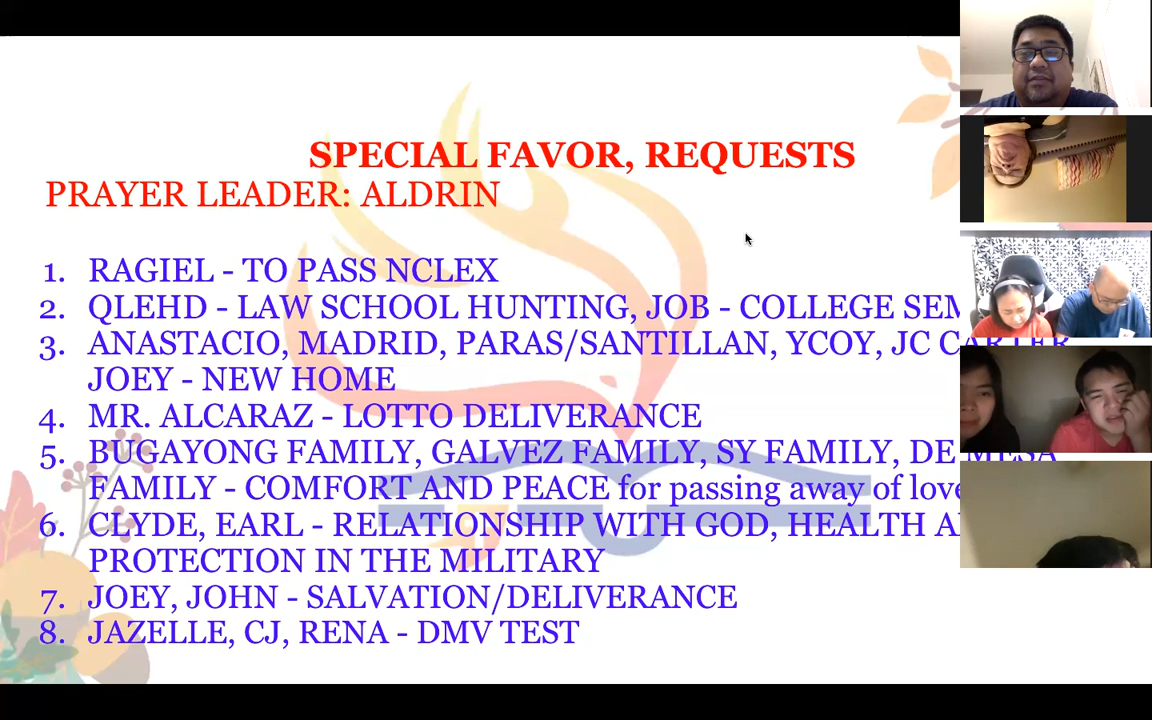 SPECIAL FAVOR, REQUESTS
PRAYER LEADER: ALDRIN
1. RAGIEL - TO PASS NCLEX
2. QLEHD - LAW SCHOOL HUNTING, JOB - COLLEGE SEM
3. ANASTACIO, MADRID, PARAS/SANTILLAN, YCOY, JC CARTER
JOEY - NEW HOME
4. MR. ALCARAZ - LOTTO DELIVERANCE
5. BUGAYONG FAMILY, GALVEZ FAMILY, SY FAMILY, DE MESA
FAMILY - COMFORT AND PEACE for passing away of love
6. CLYDE, EARL - RELATIONSHIP WITH GOD, HEALTH A
PROTECTION IN THE MILITARY
7. JOEY, JOHN - SALVATION/DELIVERANCE
8. JAZELLE, CJ, RENA - DMV TEST